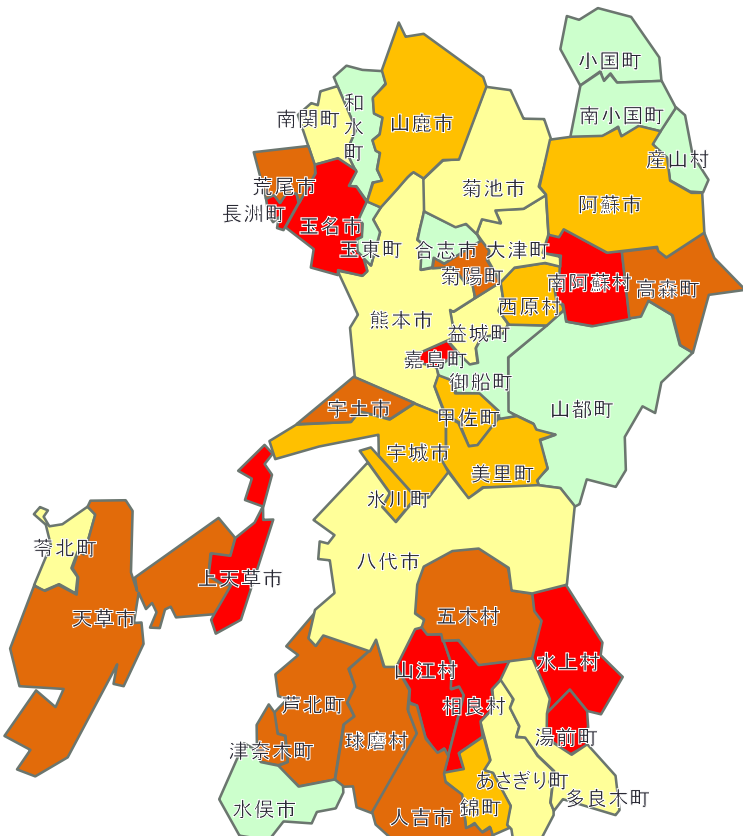 小国町
南関町
和水町
山鹿市
南小国町
産山村
荒尾市
菊池市
阿蘇市
長洲町
玉名市
玉東町
合志市
大津町
菊陽町
南阿蘇村
高森町
西原村
熊本市
益城町
嘉島町
御船町
宇土市
甲佐町
山都町
宇城市
美里町
氷川町
苓北町
八代市
上天草市
天草市
五木村
水上村
山江村
芦北町
相良村
球磨村
湯前町
津奈木町
あさぎり町
水俣市
錦町
多良木町
人吉市